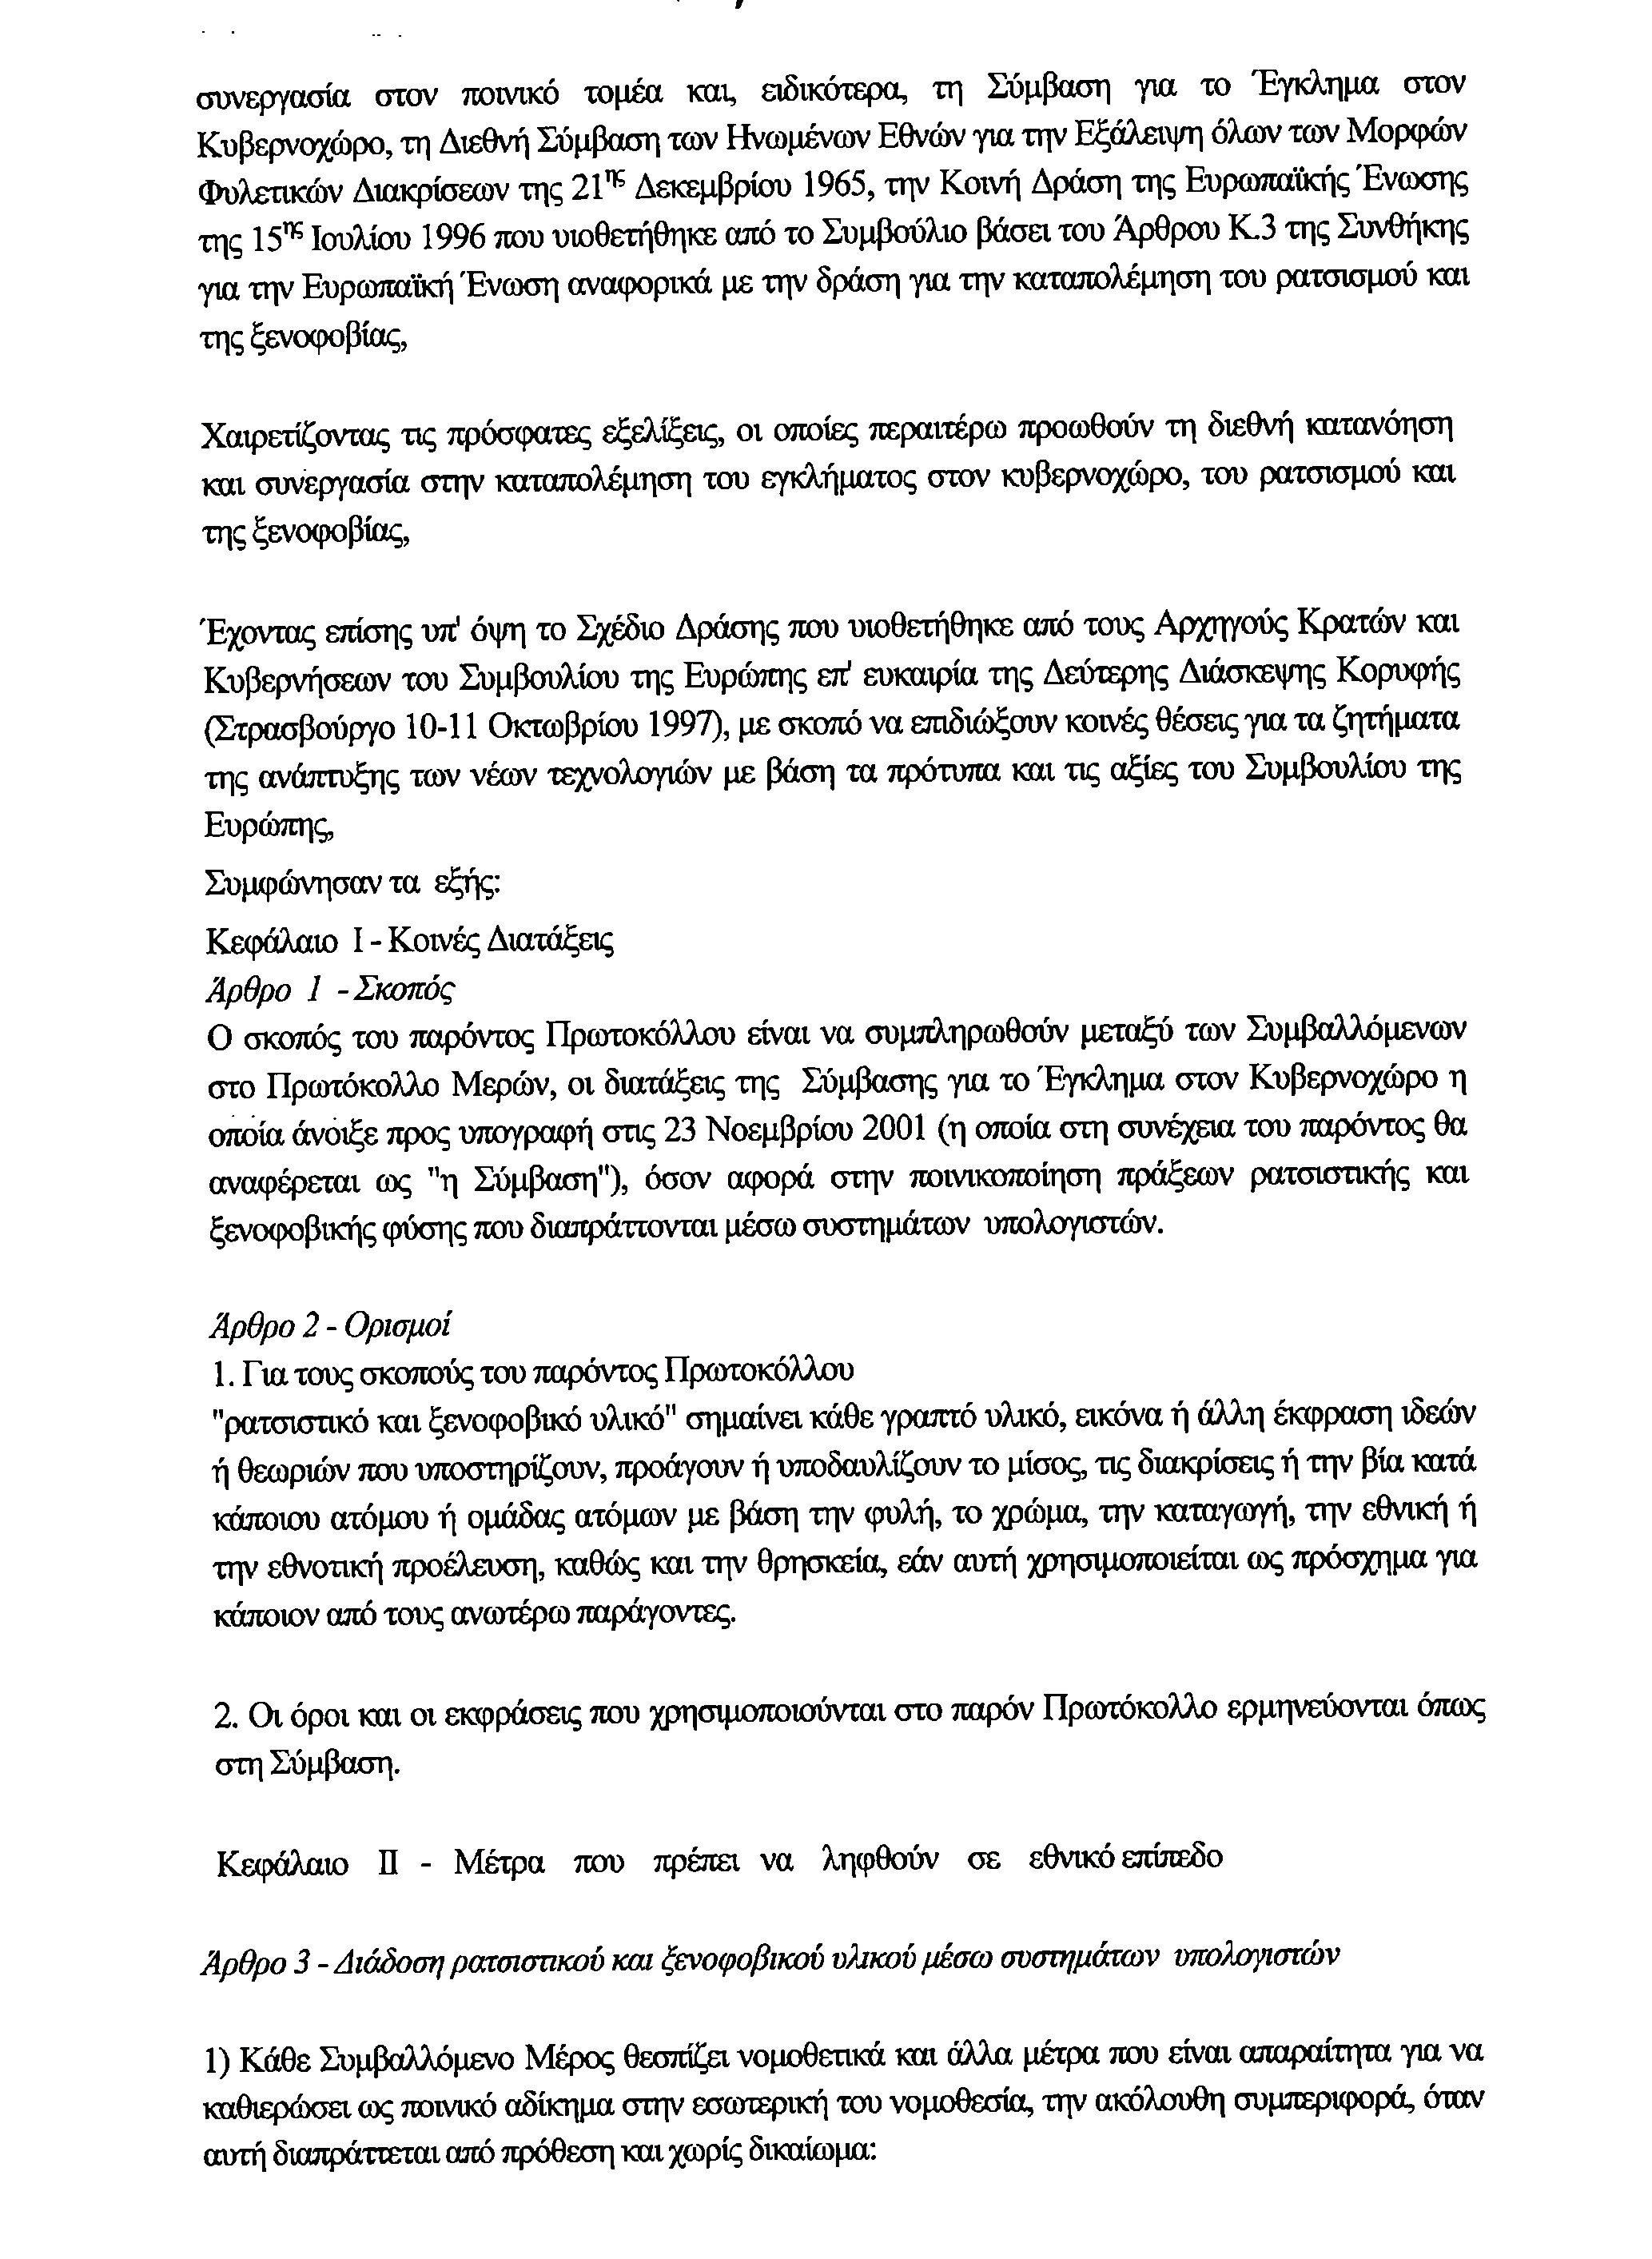 συνεργασία στον ποινικό τομέα και, ειδικότερα, τη Σύμβαση για το Έγκλημα στον
Κυβερνοχώρο, τη Διεθνή Σύμβαση των Ηνωμένων Εθνών για την Εξάλειψη όλων των Μορφών
Φυλετικών Διακρίσεων της 21ης Δεκεμβρίου 1965, την Κοινή Δράση της Ευρωπαϊκής Ένωσης
της 15ης Ιουλίου 1996 που υιοθετήθηκε από το Συμβούλιο βάσει του Άρθρου Κ.3 της Συνθήκης
για την Ευρωπαϊκή Ένωση αναφορικά με την δράση για την καταπολέμηση του ρατσισμού και
της ξενοφοβίας,
Χαιρετίζοντας τις πρόσφατες εξελίξεις, οι οποίες περαιτέρω προωθούν τη διεθνή κατανόηση
και συνεργασία στην καταπολέμηση του εγκλήματος στον κυβερνοχώρο, του ρατσισμού και
της ξενοφοβίας,
Έχοντας επίσης υπ' όψη το Σχέδιο Δράσης που υιοθετήθηκε από τους Αρχηγούς Κρατών και
Κυβερνήσεων του Συμβουλίου της Ευρώπης επ' ευκαιρία της Δεύτερης Διάσκεψης Κορυφής
(Στρασβούργο 10-11 Οκτωβρίου 1997), με σκοπό να επιδιώξουν κοινές θέσεις για τα ζητήματα
της ανάπτυξης των νέων τεχνολογιών με βάση τα πρότυπα και τις αξίες του Συμβουλίου της
Ευρώπης,
Συμφώνησαν τα εξής:
Κεφάλαιο Ι - Κοινές Διατάξεις
Άρθρο 1 - Σκοπός
Ο σκοπός του παρόντος Πρωτοκόλλου είναι να συμπληρωθούν μεταξύ των Συμβαλλόμενων
στο Πρωτόκολλο Μερών, οι διατάξεις της Σύμβασης για το Έγκλημα στον Κυβερνοχώρο η
οποία άνοιξε προς υπογραφή στις 23 Νοεμβρίου 2001 (η οποία στη συνέχεια του παρόντος θα
αναφέρεται ως "η Σύμβαση"), όσον αφορά στην ποινικοποίηση πράξεων ρατσιστικής και
ξενοφοβικής φύσης που διαπράττονται μέσω συστημάτων υπολογιστών.
Άρθρο 2 - Ορισμοί
1. Για τους σκοπούς του παρόντος Πρωτοκόλλου
"ρατσιστικό και ξενοφοβικό υλικό" σημαίνει κάθε γραπτό υλικό, εικόνα ή άλλη έκφραση ιδεών
ή θεωριών που υποστηρίζουν, προάγουν ή υποδαυλίζουν το μίσος, τις διακρίσεις ή την βία κατά
κάποιου ατόμου ή ομάδας ατόμων με βάση την φυλή, το χρώμα, την καταγωγή, την εθνική ή
την εθνοτική προέλευση, καθώς και την θρησκεία, εάν αυτή χρησιμοποιείται ως πρόσχημα για
κάποιον από τους ανωτέρω παράγοντες.
2. Οι όροι και οι εκφράσεις που χρησιμοποιούνται στο παρόν Πρωτόκολλο ερμηνεύονται όπως
στη Σύμβαση.
Κεφάλαιο ΙΙ - Μέτρα που πρέπει να ληφθούν σε εθνικό επίπεδο
Άρθρο 3 - Διάδοση ρατσιστικού και ξενοφοβικού υλικού μέσω συστημάτων υπολογιστών
1) Κάθε Συμβαλλόμενο Μέρος θεσπίζει νομοθετικά και άλλα μέτρα που είναι απαραίτητα για να
καθιερώσει ως ποινικό αδίκημα στην εσωτερική του νομοθεσία, την ακόλουθη συμπεριφορά, όταν
αυτή διαπράττεται από πρόθεση και χωρίς δικαίωμα: